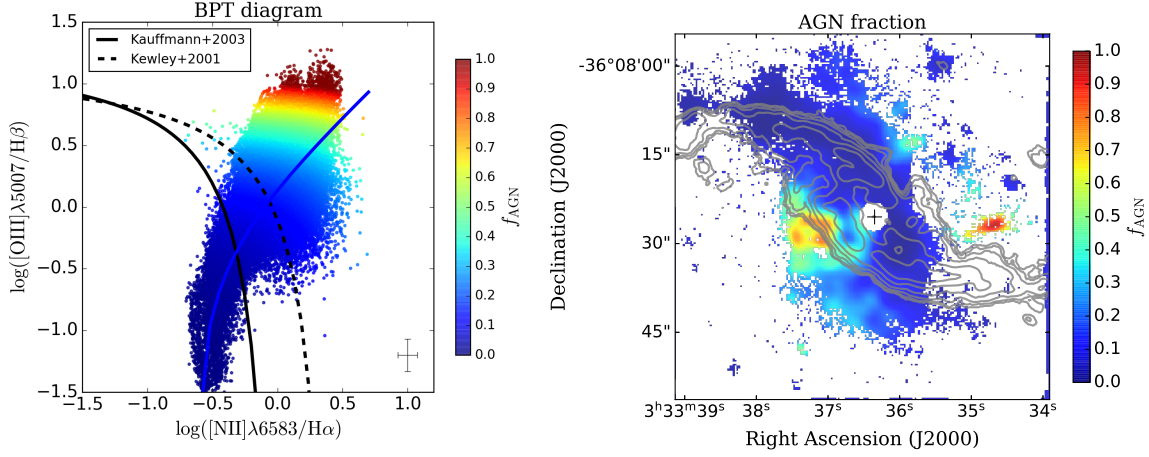 BPT diagram
Kauffmann+2003
Kewley+2001
1.5
1.0
0.5
0.0
−0.5
−1.0
−1.5
−1.5
−1.0
−0.5
0.0
0.5
1.0
log([OIII]λ5007/Hβ)
log([NII]λ6583/Hα)
1.0
0.9
0.8
0.7
0.6
0.5
0.4
0.3
0.2
0.1
0.0
f_AGN
AGN fraction
-36°08'00"
15"
30"
45"
Declination (J2000)
3ʰ33ᵐ39ˢ
38ˢ
37ˢ
36ˢ
35ˢ
34ˢ
Right Ascension (J2000)
1.0
0.9
0.8
0.7
0.6
0.5
0.4
0.3
0.2
0.1
0.0
f_AGN